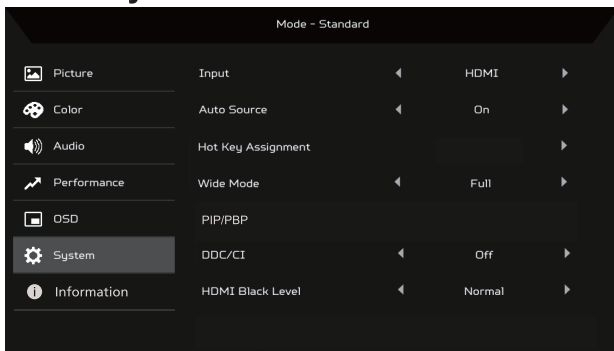 Mode - Standard
Picture
Input
HDMI
Color
Auto Source
On
Audio
Hot Key Assignment
Performance
Wide Mode
Full
OSD
PIP/PBP
System
DDC/CI
Off
Information
HDMI Black Level
Normal